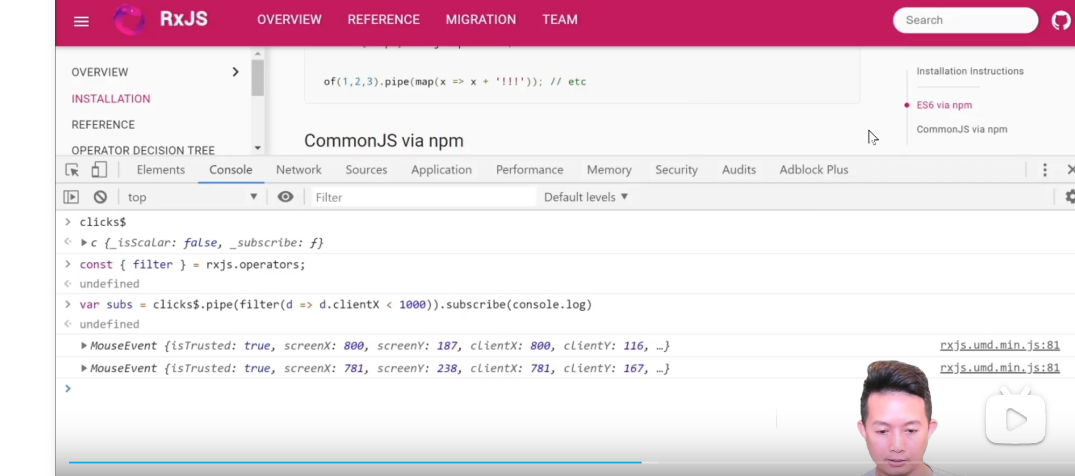 RxJS OVERVIEW REFERENCE MIGRATION TEAM Search
OVERVIEW
INSTALLATION
REFERENCE
OPERATOR DECISION TREE
of(1,2,3).pipe(map(x => x + '!!!')); // etc
CommonJS via npm
Installation Instructions
ES6 via npm
CommonJS via npm
Elements Console Network Sources Application Performance Memory Security Audits Adblock Plus
top Filter Default levels
clicks$
c {_isScalar: false, _subscribe: ƒ}
const { filter } = rxjs.operators;
undefined
var subs = clicks$.pipe(filter(d => d.clientX < 1000)).subscribe(console.log)
undefined
MouseEvent {isTrusted: true, screenX: 800, screenY: 187, clientX: 800, clientY: 116, …} rxjs.umd.min.js:81
MouseEvent {isTrusted: true, screenX: 781, screenY: 238, clientX: 781, clientY: 167, …} rxjs.umd.min.js:81